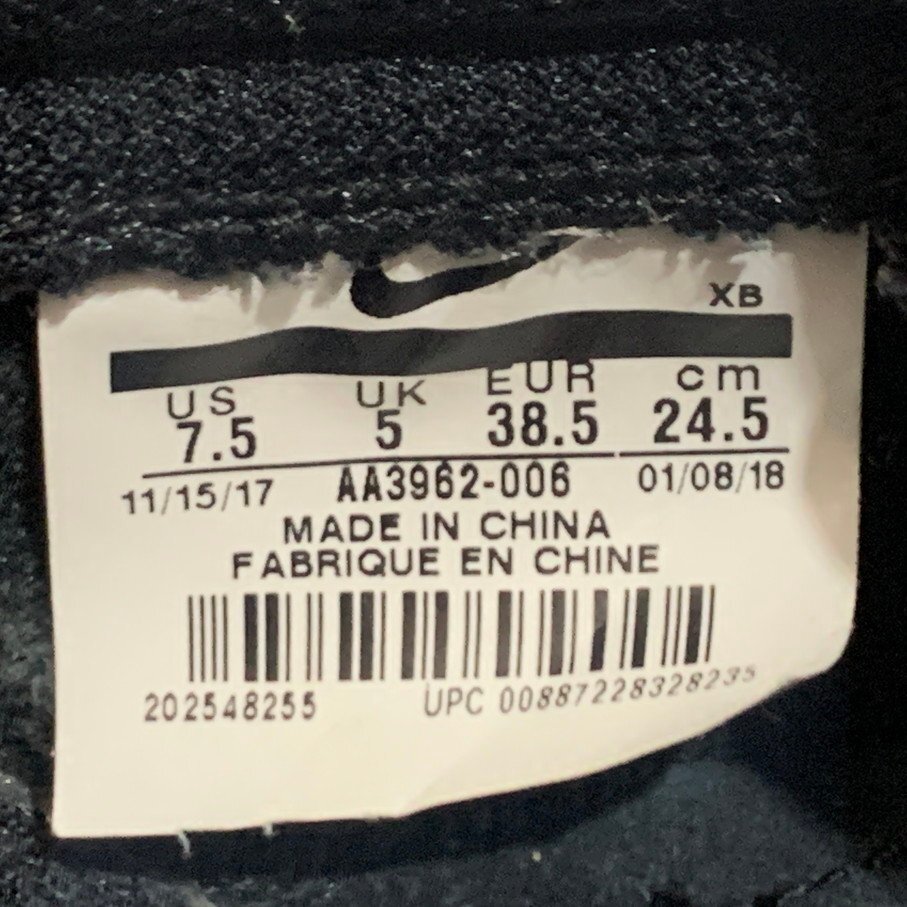 XB
US UK EUR cm
7.5 5 38.5 24.5
11/15/17 AA3962-006 01/08/18
MADE IN CHINA
FABRIQUE EN CHINE
202548255 UPC 00887228328235